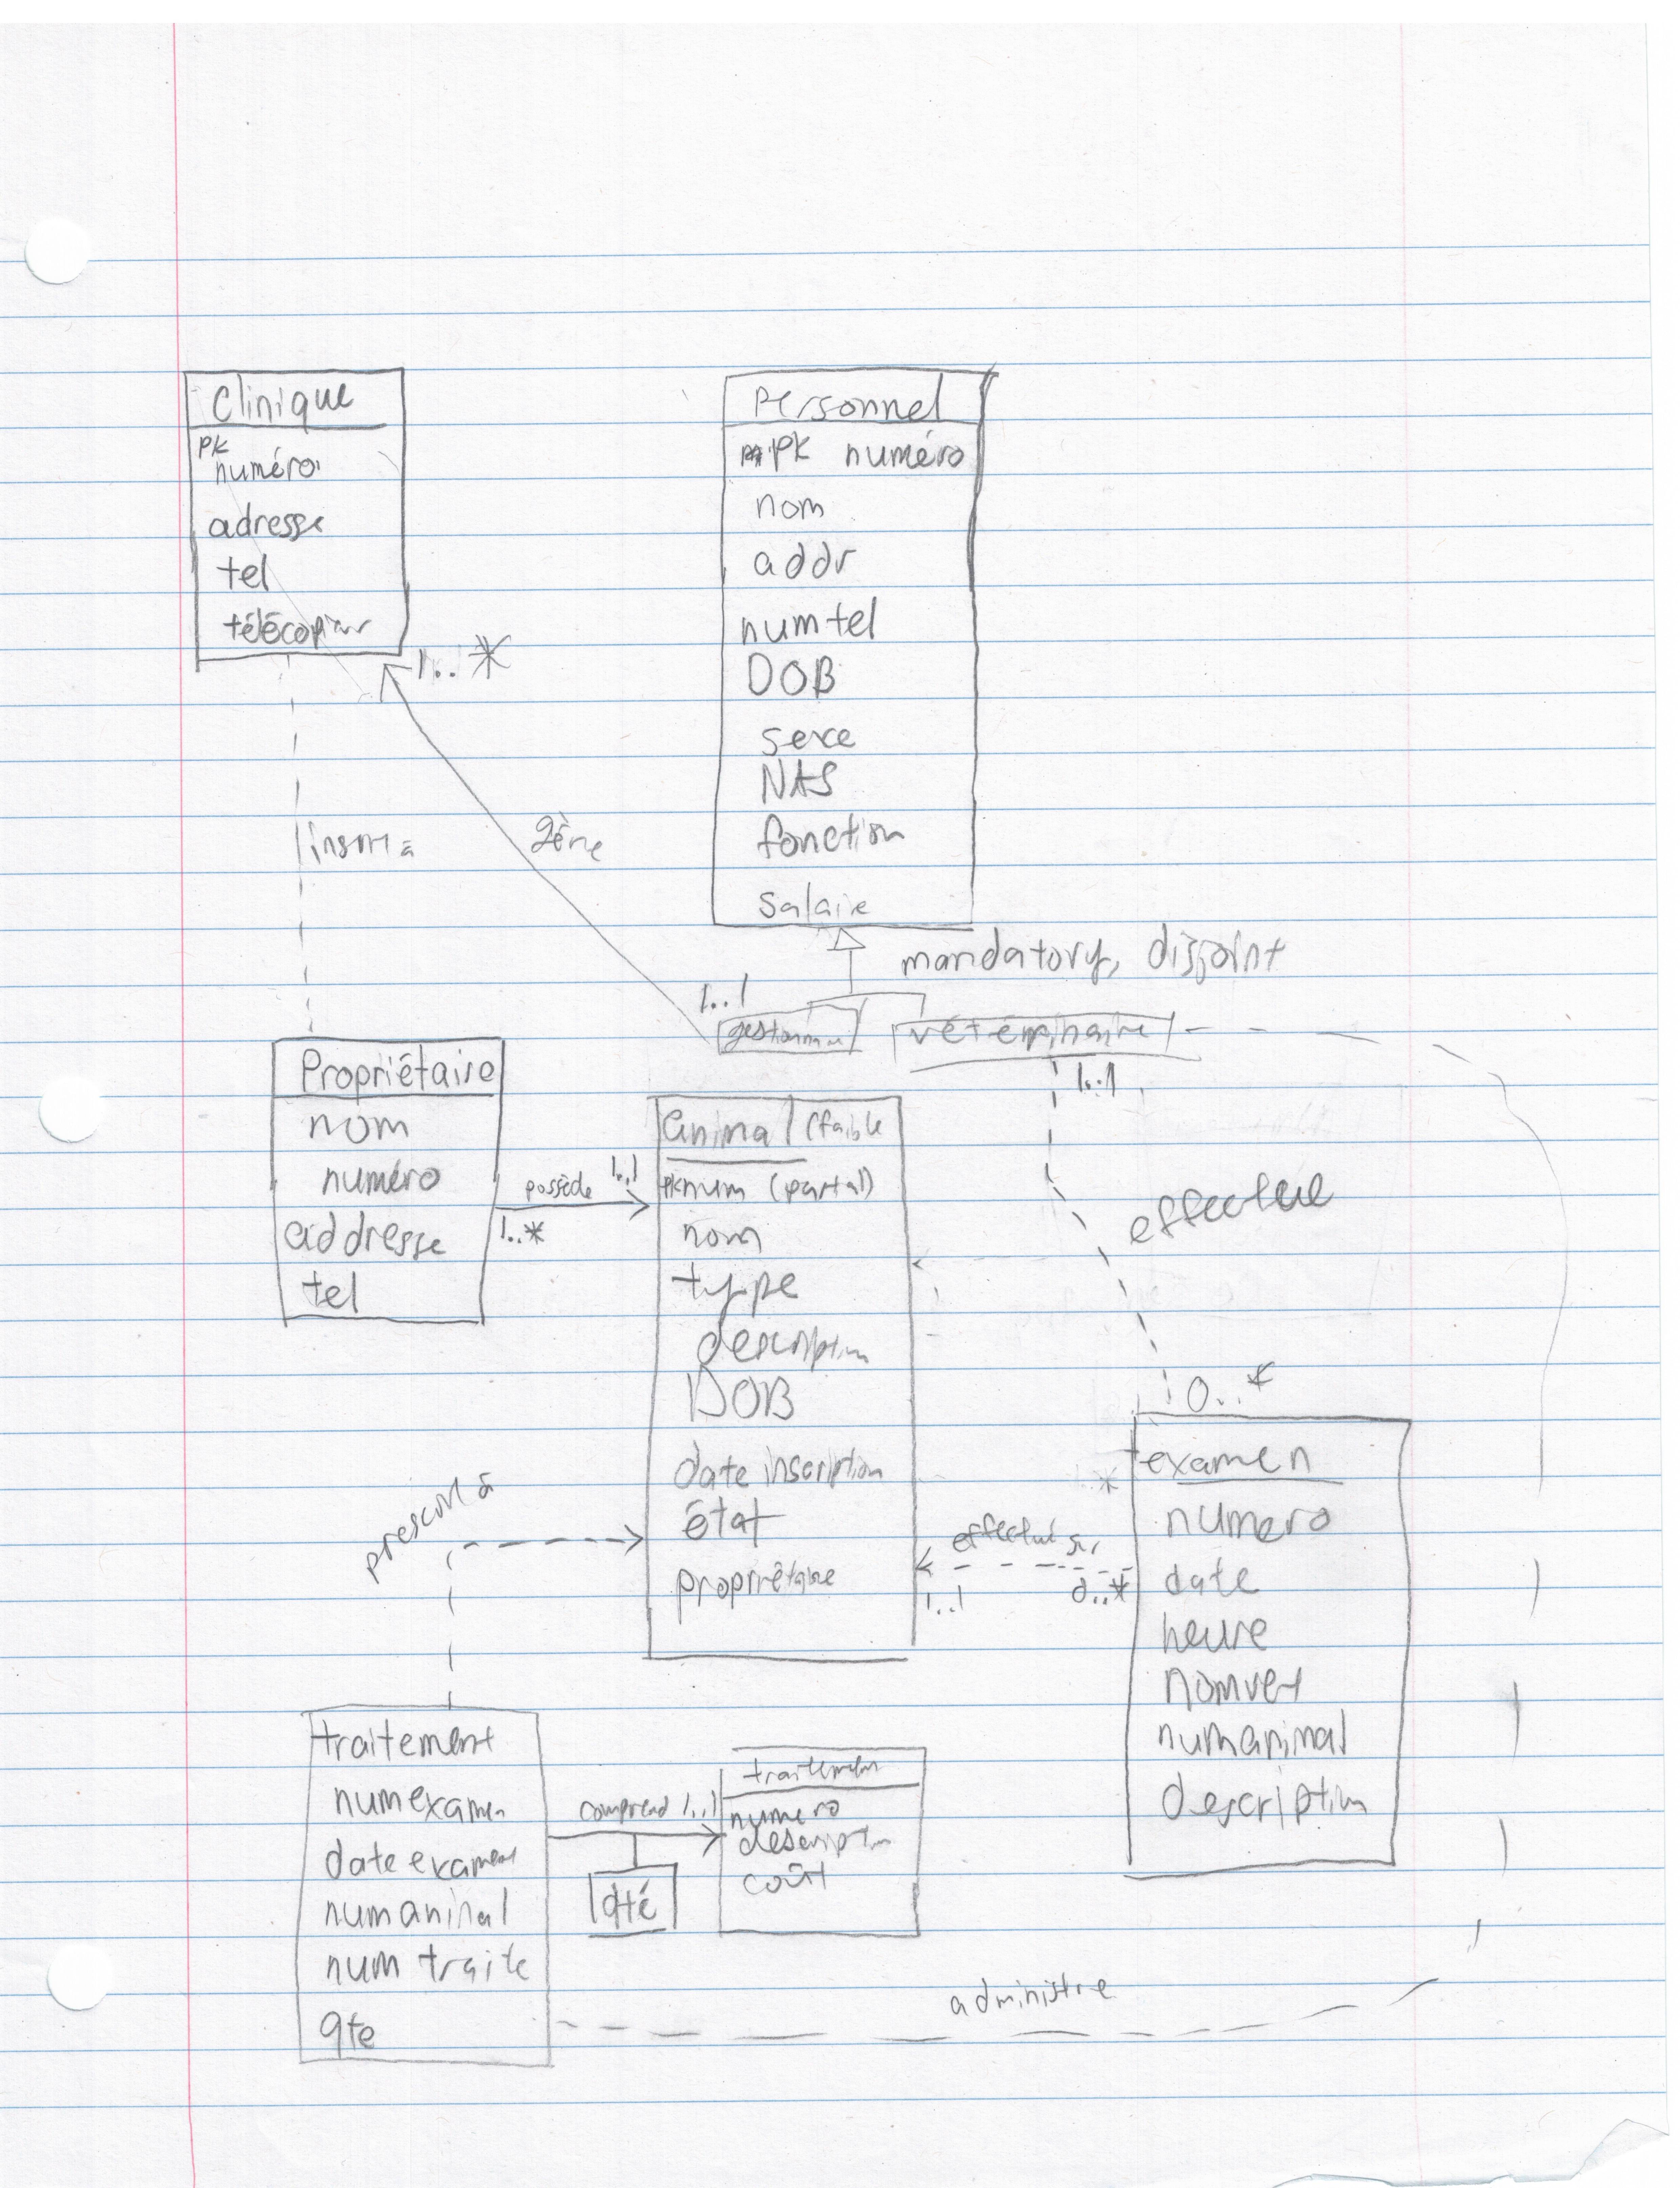 Clinique
PK
numéro
adresse
tel
télécopieur
1..*
Personnel
PK numéro
nom
addr
numtel
DOB
sexe
NAS
fonction
salaire
mandatory, disjoint
inscrit à
gère
1..1
gestionnaire
vétérinaire
1..1
effectue
0..*
Propriétaire
nom
numéro
addresse
tel
possède 1..1
1..*
animal (faible
PK num (partial)
nom
type
description
DOB
date inscription
état
propriétaire
effectué sur
1..1
0..*
*
examen
numero
date
heure
nomvet
numanimal
description
prescrit à
traitement
numexamen
date examen
numanimal
num traite
qte
comprend 1..1
qté
traitement
numero
description
coût
administre